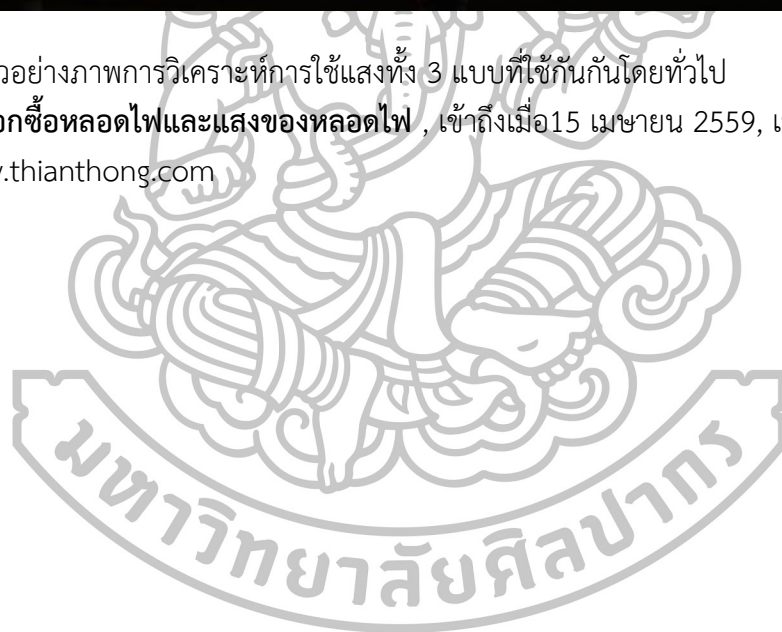 วอย่างภาพการวิเคราะห์การใช้แสงทั้ง 3 แบบที่ใช้กันกันโดยทั่วไป
อกซื้อหลอดไฟและแสงของหลอดไฟ , เข้าถึงเมื่อ15 เมษายน 2559, เ
.thianthong.com
มหาวิทยาลัยศิลปากร